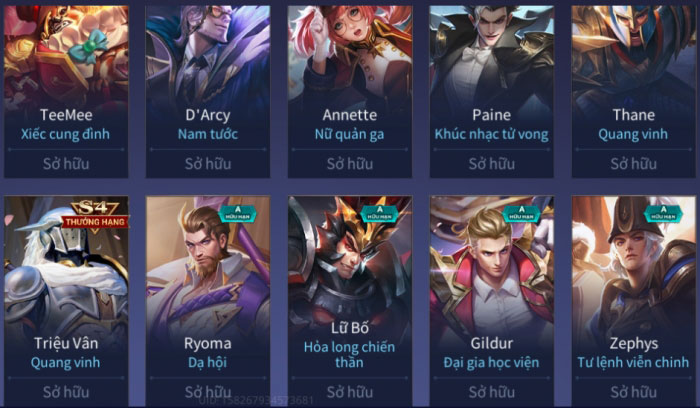 TeeMee
Xiếc cung đình
Sở hữu
D'Arcy
Nam tước
Sở hữu
Annette
Nữ quản ga
Sở hữu
Paine
Khúc nhạc tử vong
Sở hữu
Thane
Quang vinh
Sở hữu
S4
THƯỞNG HẠNG
Triệu Vân
Quang vinh
Sở hữu
A
HỮU HẠN
Ryoma
Dạ hội
Sở hữu
A
HỮU HẠN
Lữ Bố
Hỏa long chiến
thần
Sở hữu
A
HỮU HẠN
Gildur
Đại gia học viện
Sở hữu
A
HỮU HẠN
Zephys
Tư lệnh viễn chinh
Sở hữu
UID: 158267934573681